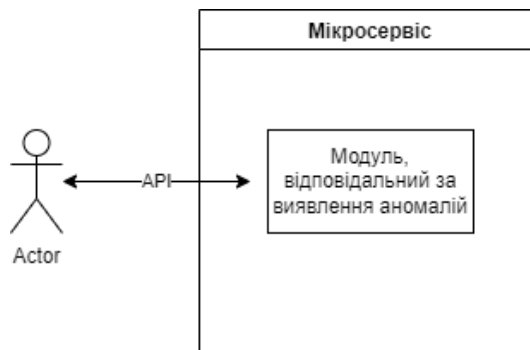 Мікросервіс
Модуль,
відповідальний за
виявлення аномалій
API
Actor